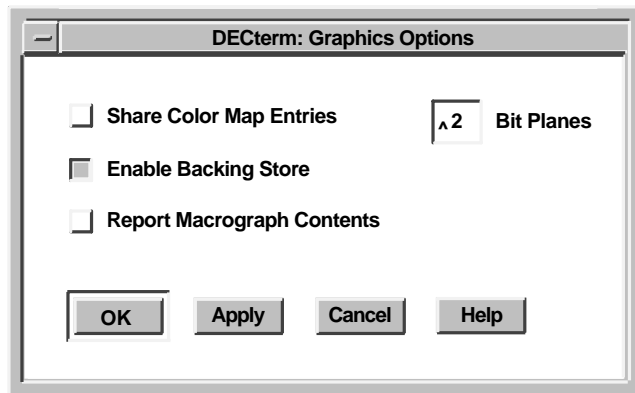 DECterm: Graphics Options
Share Color Map Entries
^2 Bit Planes
Enable Backing Store
Report Macrograph Contents
OK Apply Cancel Help